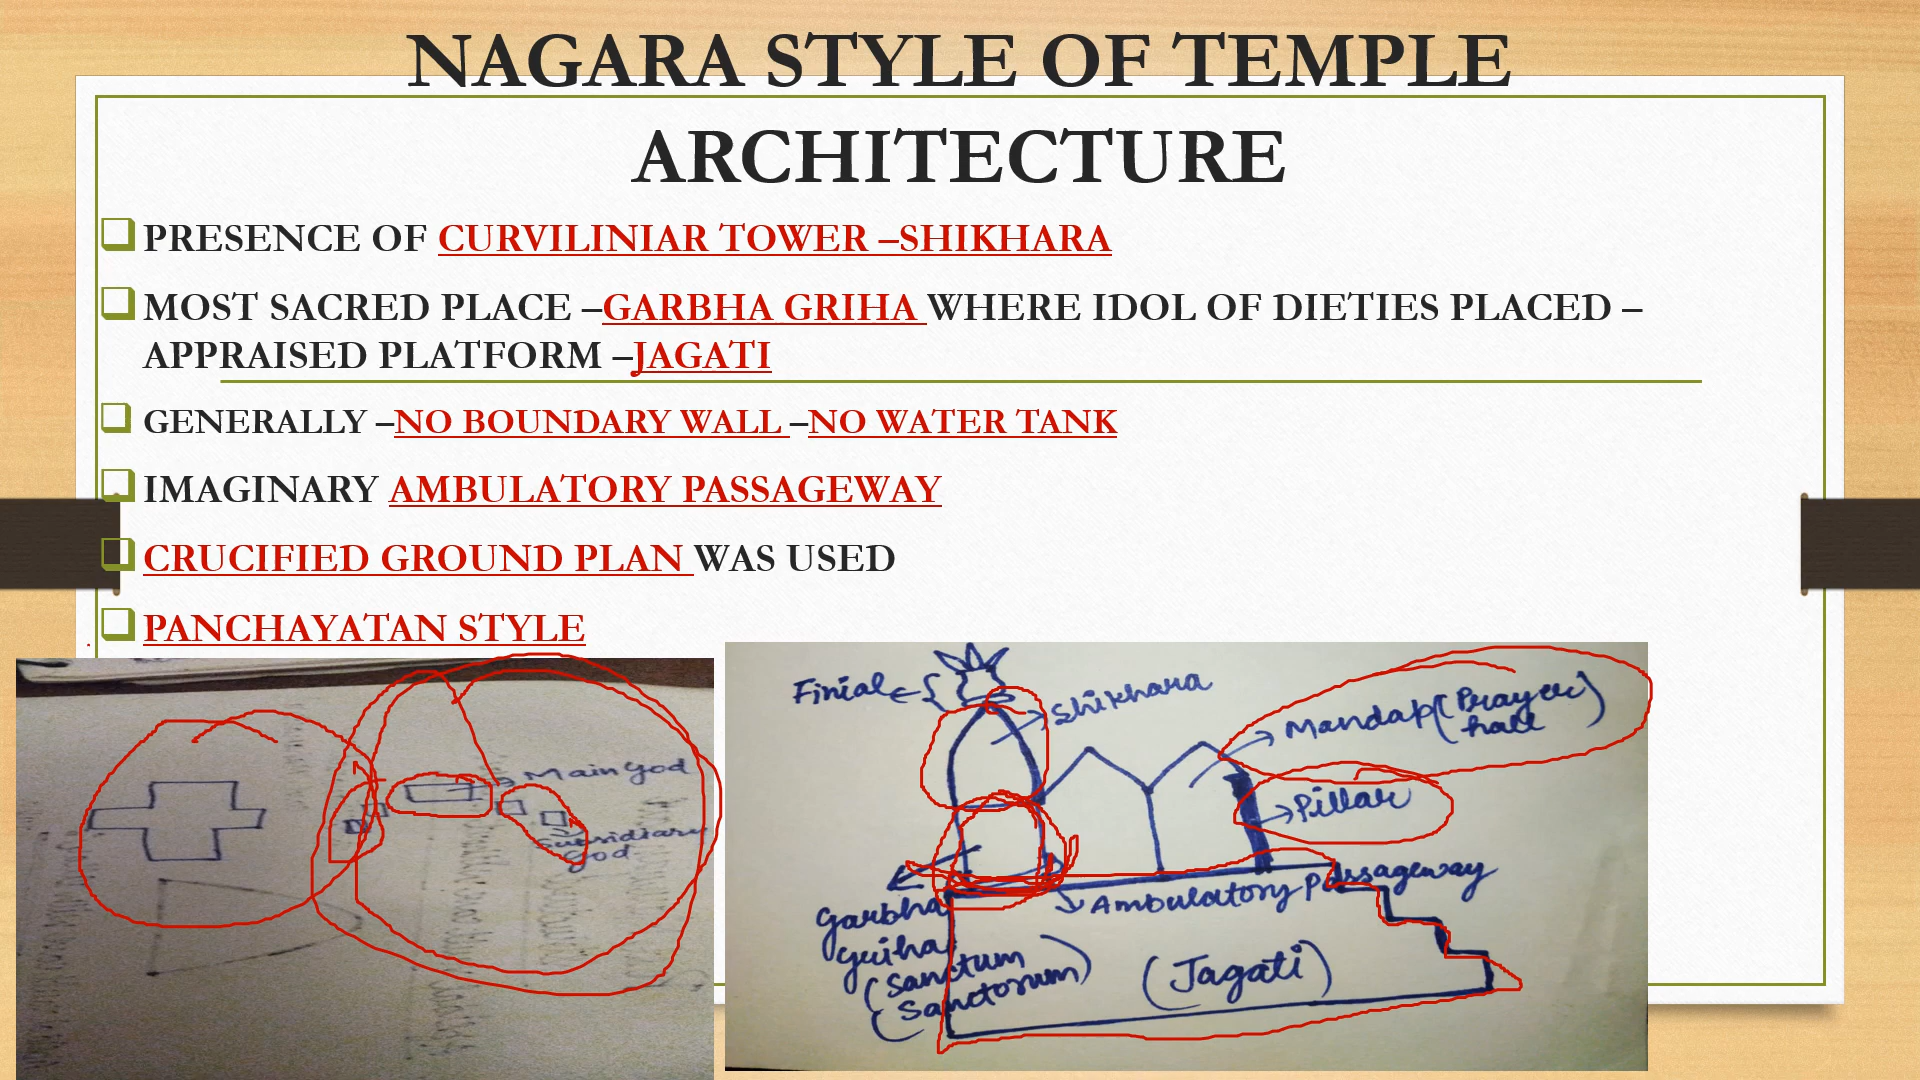 NAGARA STYLE OF TEMPLE
ARCHITECTURE
PRESENCE OF CURVILINIAR TOWER –SHIKHARA
MOST SACRED PLACE –GARBHA GRIHA WHERE IDOL OF DIETIES PLACED –
APPRAISED PLATFORM –JAGATI
GENERALLY –NO BOUNDARY WALL –NO WATER TANK
IMAGINARY AMBULATORY PASSAGEWAY
CRUCIFIED GROUND PLAN WAS USED
PANCHAYATAN STYLE
Main God
Subsidiary
God
Finial
Shikhara
Mandap (Prayer
hall)
Pillar
Ambulatory Passageway
Garbha
Griha
(Sanctum
Sanctorum)
(Jagati)